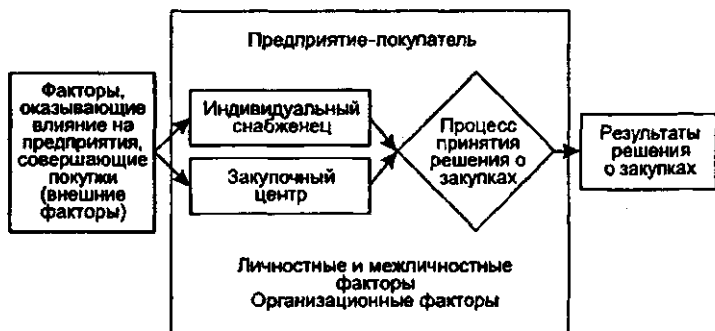 Предприятие-покупатель
Факторы,
оказывающие
влияние на
предприятия,
совершающие
покупки
(внешние
факторы)
Индивидуальный
снабженец
Закупочный
центр
Процесс
принятия
решения о
закупках
Результаты
решения
о закупках
Личностные и межличностные
факторы
Организационные факторы